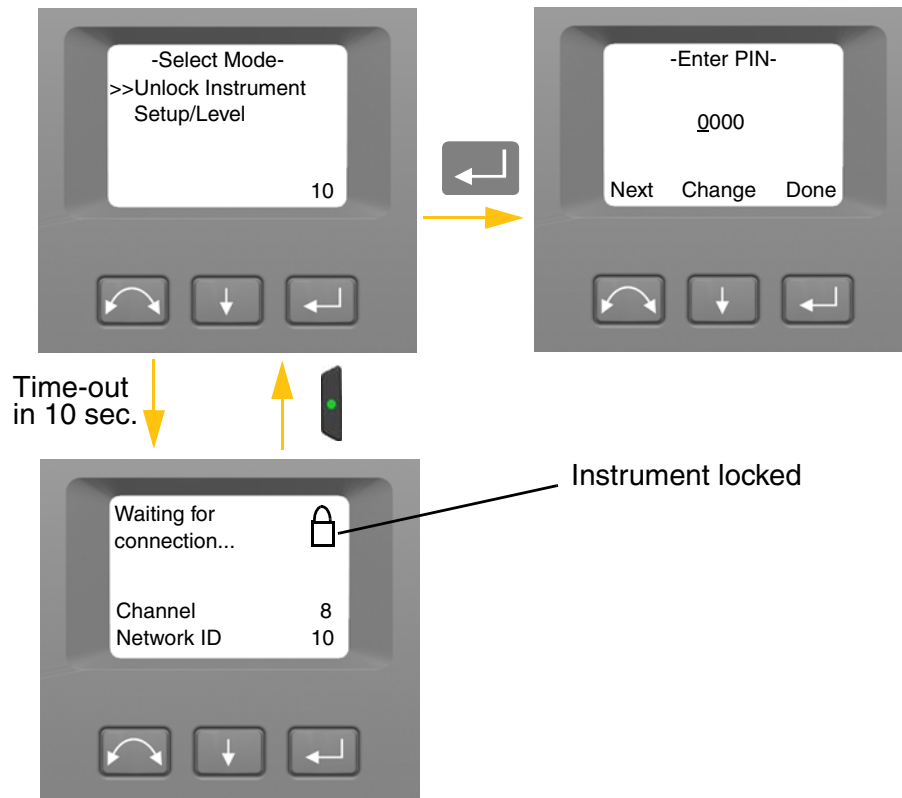 -Select Mode-
>>Unlock Instrument
Setup/Level
10
-Enter PIN-
0000
Next Change Done
Time-out
in 10 sec.
Instrument locked
Waiting for
connection...
Channel 8
Network ID 10